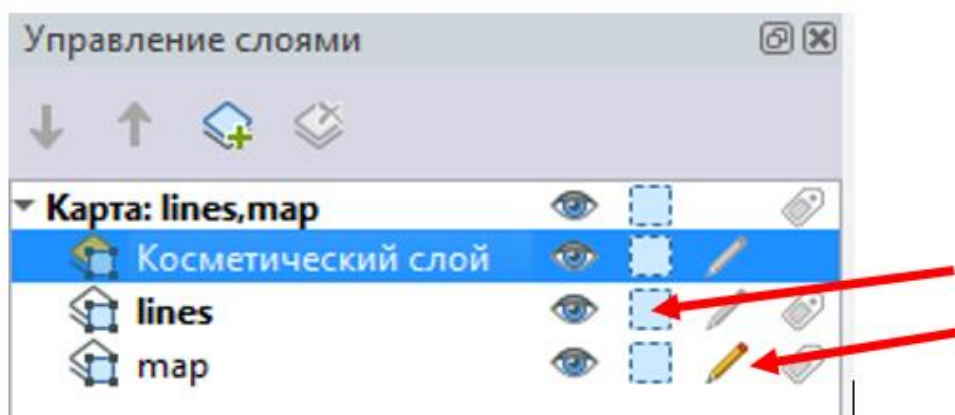 Управление слоями
Карта: lines,map
Косметический слой
lines
map